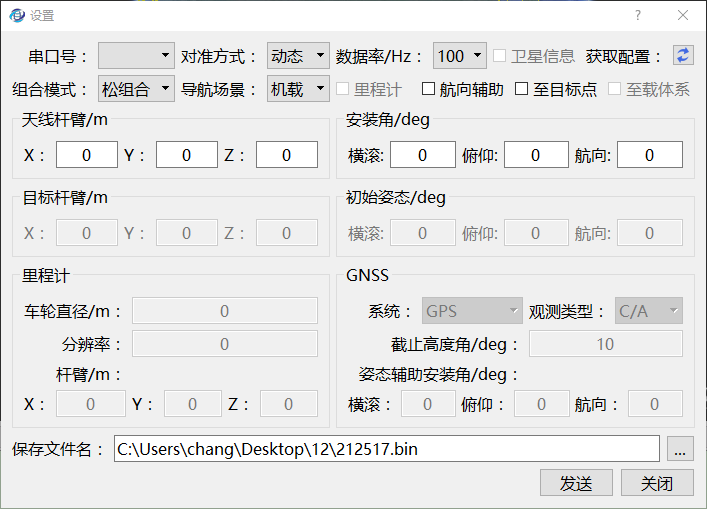 设置
串口号： 对准方式： 动态 数据率/Hz： 100 卫星信息 获取配置：
组合模式： 松组合 导航场景： 机载 里程计 航向辅助 至目标点 至载体系
天线杆臂/m 安装角/deg
X： 0 Y： 0 Z： 0 横滚: 0 俯仰: 0 航向: 0
目标杆臂/m 初始姿态/deg
X： 0 Y： 0 Z： 0 横滚: 0 俯仰: 0 航向: 0
里程计 GNSS
车轮直径/m： 0 系统： GPS 观测类型： C/A
分辨率： 0 截止高度角/deg： 10
杆臂/m： 姿态辅助安装角/deg：
X： 0 Y： 0 Z： 0 横滚： 0 俯仰： 0 航向： 0
保存文件名： C:\Users\chang\Desktop\12\212517.bin ...
发送 关闭